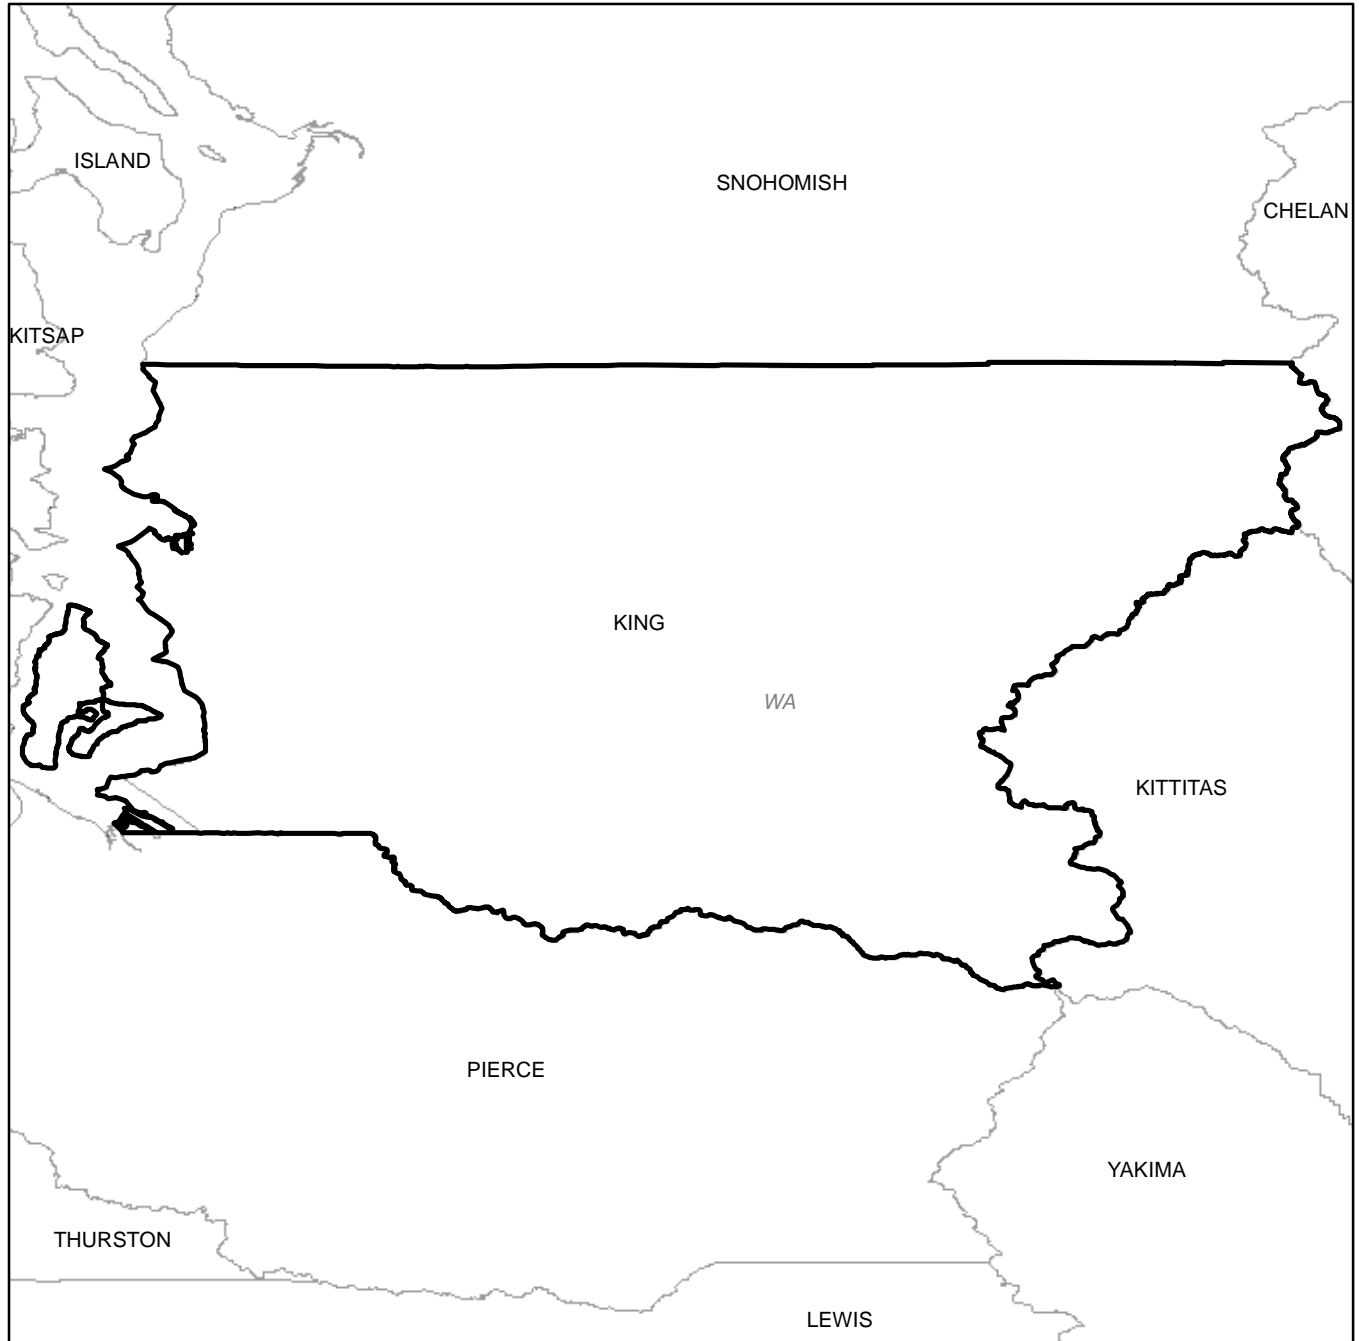 ISLAND
SNOHOMISH
CHELAN
KITSAP
KING
WA
KITTITAS
PIERCE
YAKIMA
THURSTON
LEWIS